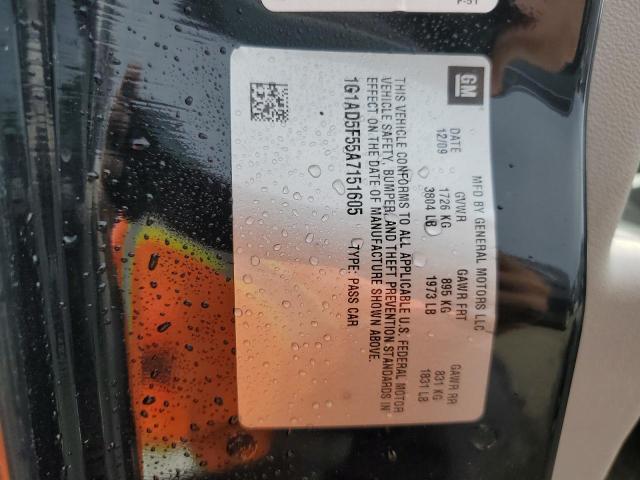 GM
MFD BY GENERAL MOTORS LLC
DATE GVWR GAWR FRT GAWR RR
12/09 1726 KG 895 KG 831 KG
3804 LB 1973 LB 1831 LB
THIS VEHICLE CONFORMS TO ALL APPLICABLE U.S. FEDERAL MOTOR
VEHICLE SAFETY, BUMPER, AND THEFT PREVENTION STANDARDS IN
EFFECT ON THE DATE OF MANUFACTURE SHOWN ABOVE.
1G1AD5F55A7151605 TYPE: PASS CAR